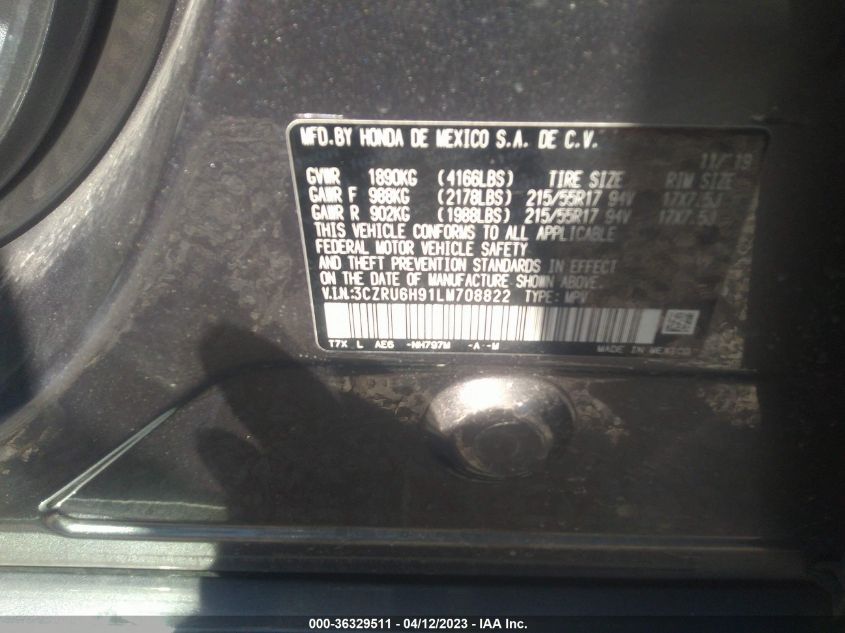 MFD.BY HONDA DE MEXICO S.A. DE C.V.
11/ 19
GVWR 1890KG (4166LBS) TIRE SIZE RIM SIZE
GAWR F 988KG (2178LBS) 215/55R17 94V 17X7.5J
GAWR R 902KG (1988LBS) 215/55R17 94V 17X7.5J
THIS VEHICLE CONFORMS TO ALL APPLICABLE
FEDERAL MOTOR VEHICLE SAFETY
AND THEFT PREVENTION STANDARDS IN EFFECT
ON THE DATE OF MANUFACTURE SHOWN ABOVE.
V.I.N:3CZRU6H91LM708822 TYPE: MPV
T7X L AE6 -NH797M -A -M
MADE IN MEXICO
000-36329511 - 04/12/2023 - IAA Inc.